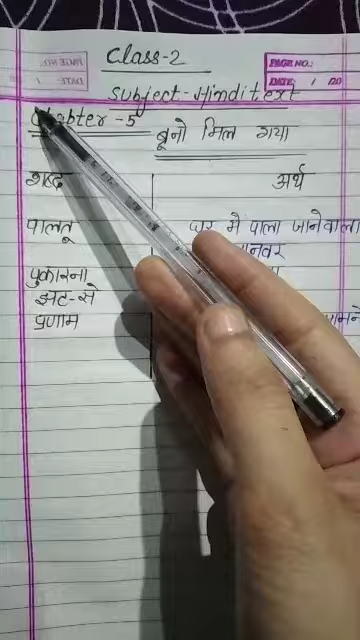 Class-2
PAGE NO.:
DATE: / /20
Subject - Hindi text
Chapter - 5 ब्रूनो मिल गया
शब्द अर्थ
पालतू घर में पाला जानेवाला
जानवर
पुकारना
झट-से
प्रणाम